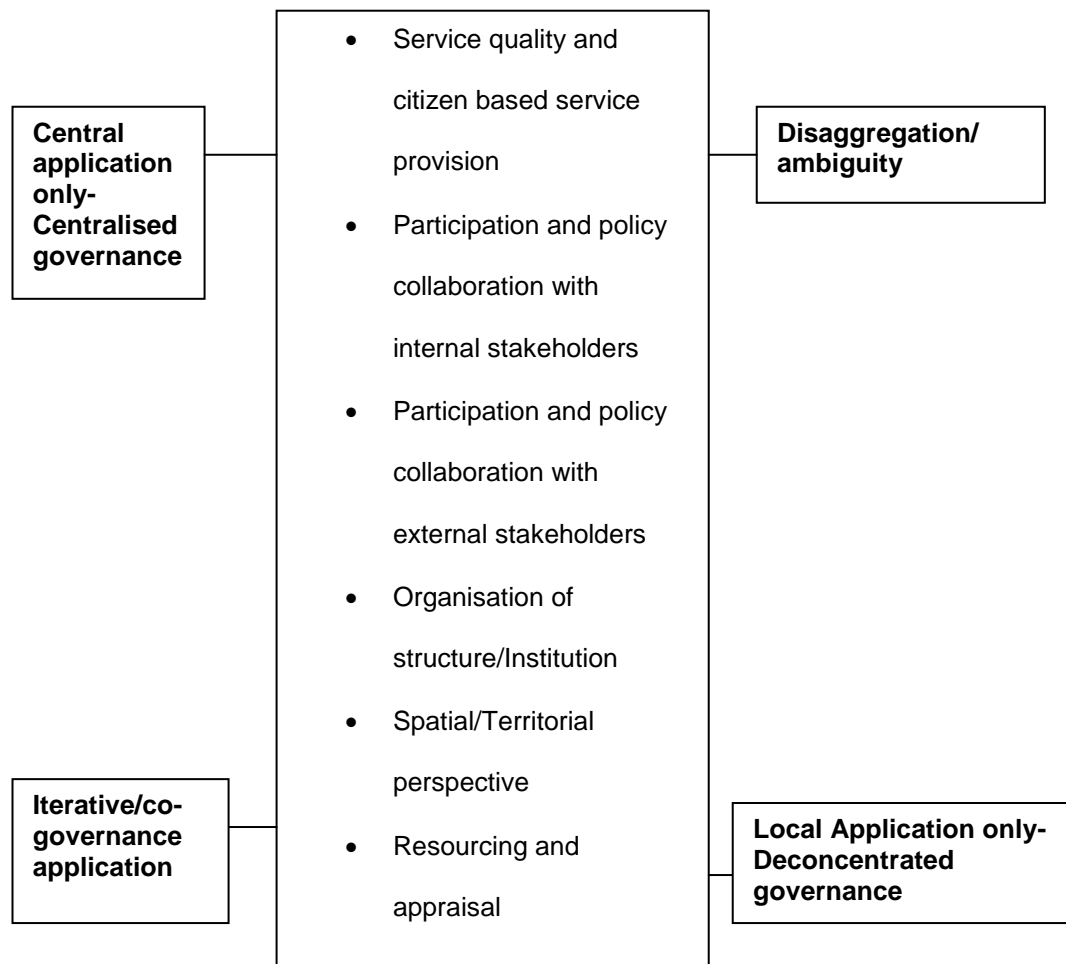 • Service quality and
citizen based service
provision
• Participation and policy
collaboration with
internal stakeholders
• Participation and policy
collaboration with
external stakeholders
• Organisation of
structure/Institution
• Spatial/Territorial
perspective
• Resourcing and
appraisal
Central
application
only-
Centralised
governance
Disaggregation/
ambiguity
Iterative/co-
governance
application
Local Application only-
Deconcentrated
governance